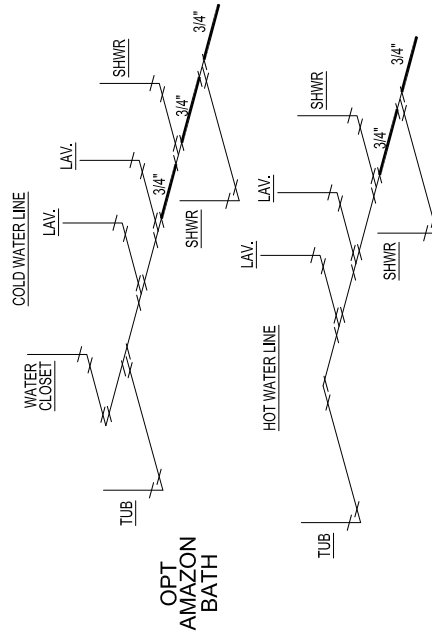 COLD WATER LINE
WATER
CLOSET
LAV.
LAV.
SHWR
TUB
SHWR
3/4"
3/4"
3/4"
OPT
AMAZON
BATH
HOT WATER LINE
LAV.
LAV.
SHWR
TUB
SHWR
3/4"
3/4"